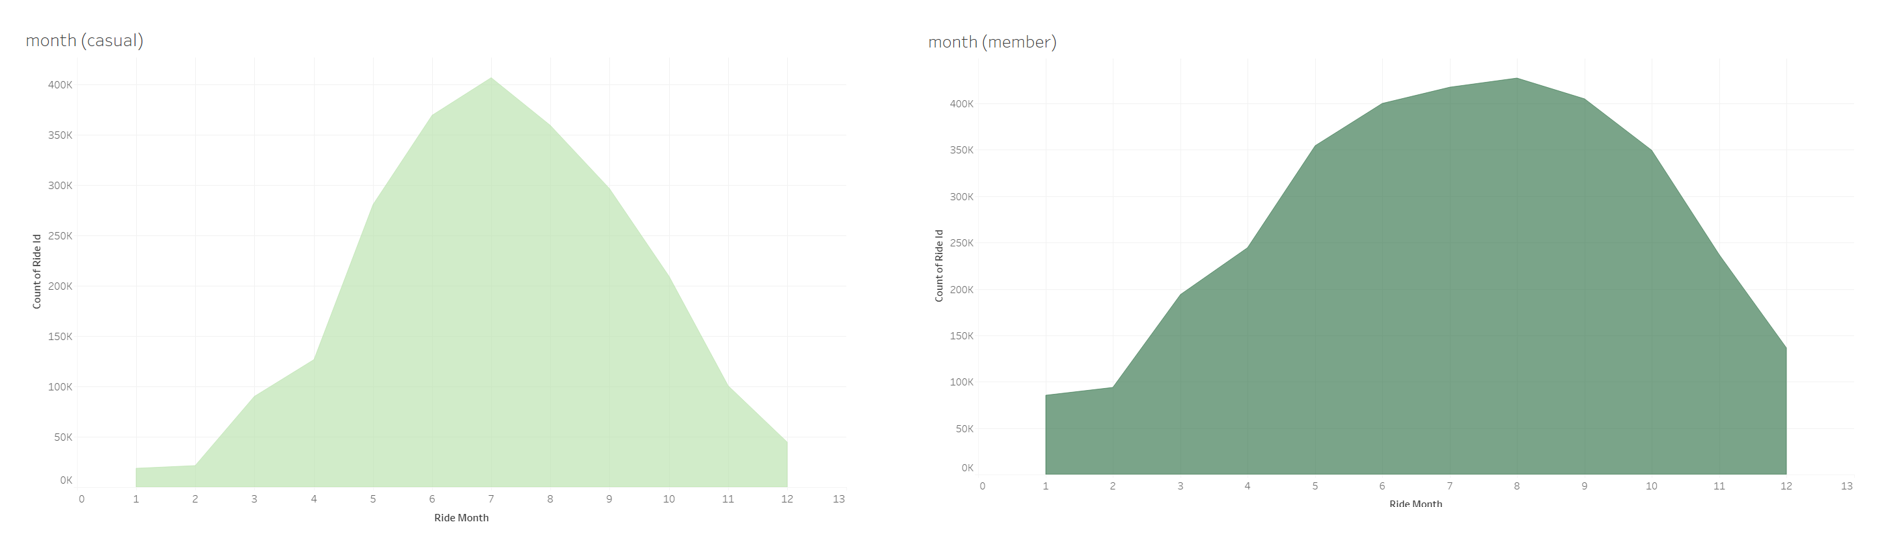 month (casual)
400K
350K
300K
250K
200K
150K
100K
50K
0K
Count of Ride Id
0 1 2 3 4 5 6 7 8 9 10 11 12 13
Ride Month
month (member)
400K
350K
300K
250K
200K
150K
100K
50K
0K
Count of Ride Id
0 1 2 3 4 5 6 7 8 9 10 11 12 13
Ride Month